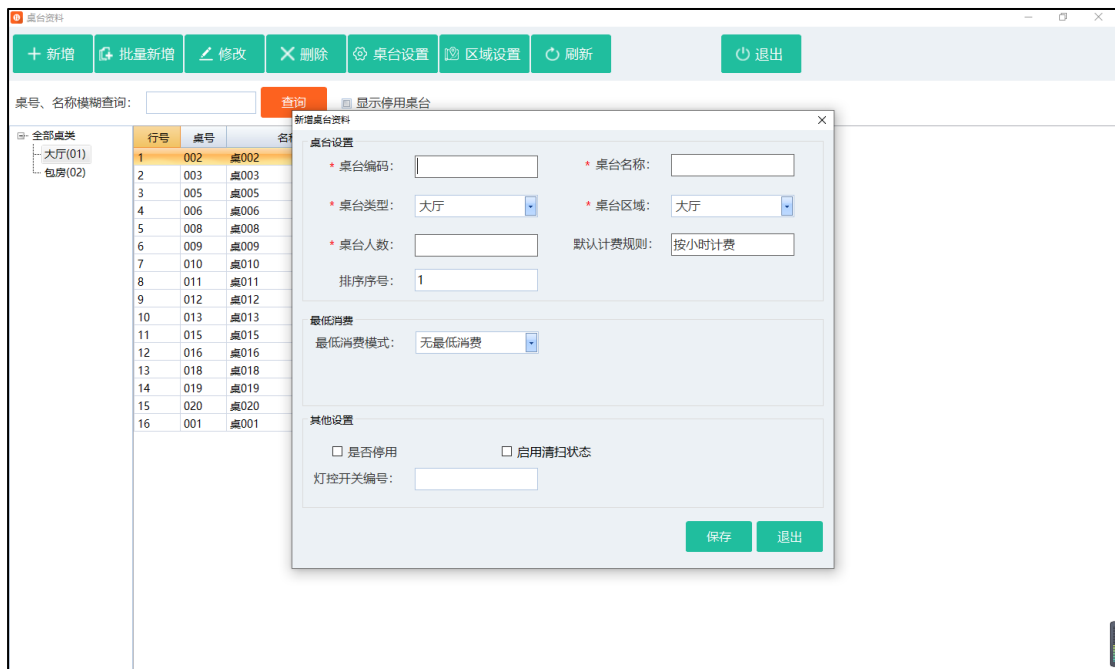 桌台资料
新增 批量新增 修改 删除 桌台设置 区域设置 刷新 退出
桌号、名称模糊查询: 查询 显示停用桌台
全部桌类
大厅(01)
包房(02)
行号 桌号
1 002 桌002
2 003 桌003
3 005 桌005
4 006 桌006
5 008 桌008
6 009 桌009
7 010 桌010
8 011 桌011
9 012 桌012
10 013 桌013
11 015 桌015
12 016 桌016
13 018 桌018
14 019 桌019
15 020 桌020
16 001 桌001
新增桌台资料
桌台设置
* 桌台编码: * 桌台名称:
* 桌台类型: 大厅 * 桌台区域: 大厅
* 桌台人数: 默认计费规则: 按小时计费
排序序号: 1
最低消费
最低消费模式: 无最低消费
其他设置
是否停用 启用清扫状态
灯控开关编号:
保存 退出